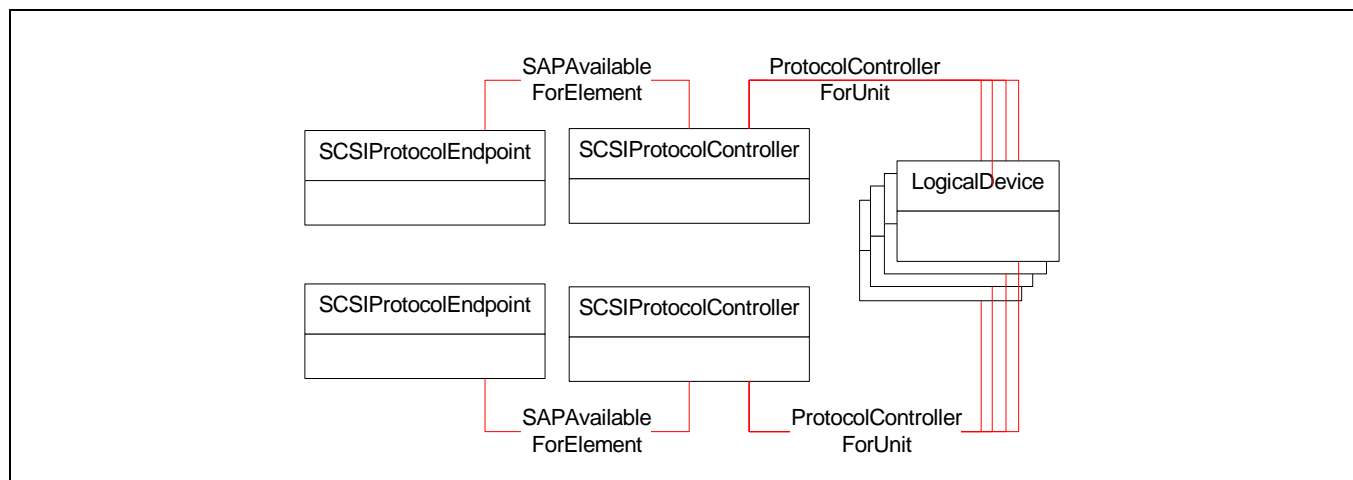 SAPAvailable
ForElement
ProtocolController
ForUnit
SCSIProtocolEndpoint
SCSIProtocolController
LogicalDevice
SCSIProtocolEndpoint
SCSIProtocolController
SAPAvailable
ForElement
ProtocolController
ForUnit